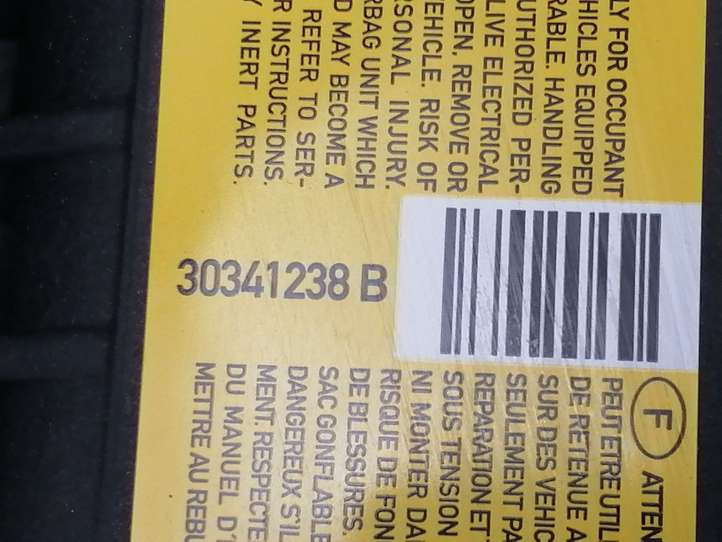 LY FOR OCCUPANT
HICLES EQUIPPED
RABLE. HANDLING
UTHORIZED PER-
LIVE ELECTRICAL
OPEN, REMOVE OR
VEHICLE. RISK OF
RSONAL INJURY.
RBAG UNIT WHICH
D MAY BECOME A
REFER TO SER-
R INSTRUCTIONS.
Y INERT PARTS.
30341238 B
F ATTEN
PEUT ETRE UTIL
DE RETENUE A
SUR DES VEHIC
SEULEMENT PA
REPARATION ET
SOUS TENSION
NI MONTER DA
RISQUE DE FON
DE BLESSURES.
SAC GONFLABLE
DANGEREUX S'IL
MENT. RESPECTE
DU MANUEL D'
METTRE AU REBU